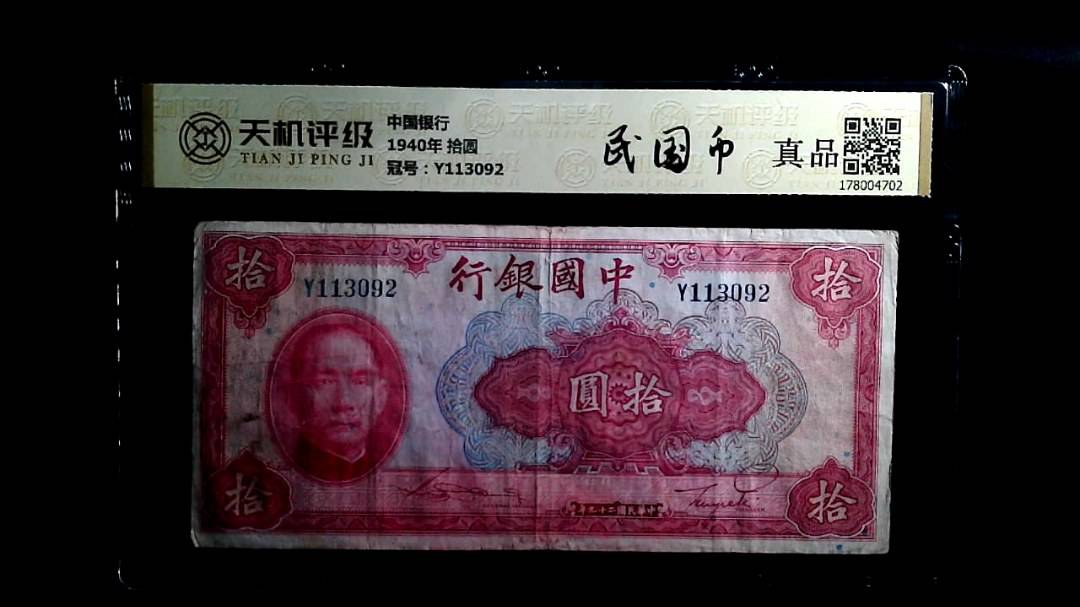 天机评级
TIAN JI PING JI
中国银行
1940年 拾圆
冠号：Y113092
民国币
真品
178004702
拾
拾
Y113092
行銀國中
Y113092
圓拾
拾
拾